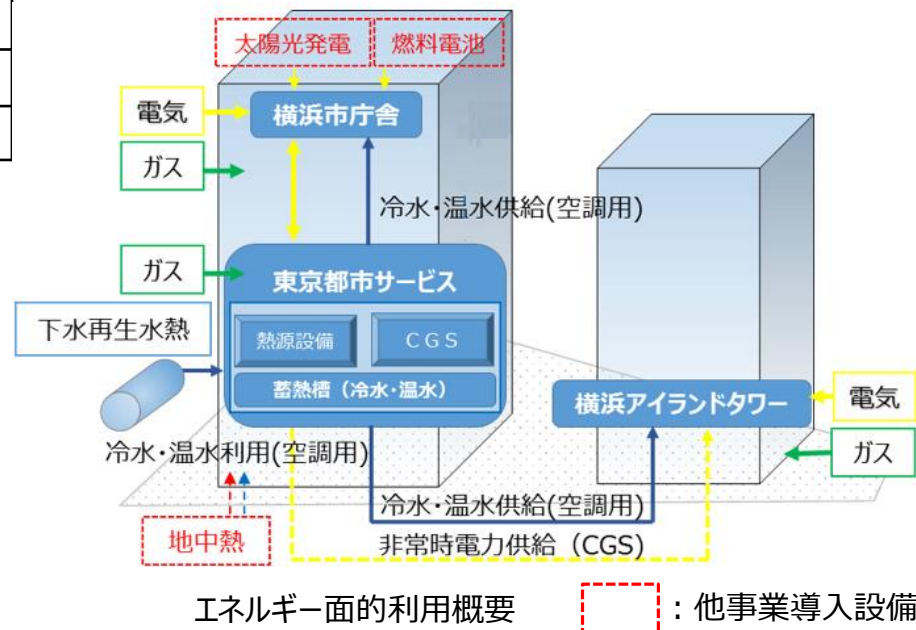 太陽光発電
燃料電池
電気
横浜市庁舎
ガス
冷水・温水供給(空調用)
ガス
東京都市サービス
下水再生水熱
熱源設備
ＣＧＳ
蓄熱槽（冷水・温水）
横浜アイランドタワー
電気
冷水・温水利用(空調用)
ガス
冷水・温水供給(空調用)
地中熱
非常時電力供給（CGS）
エネルギー面的利用概要
：他事業導入設備